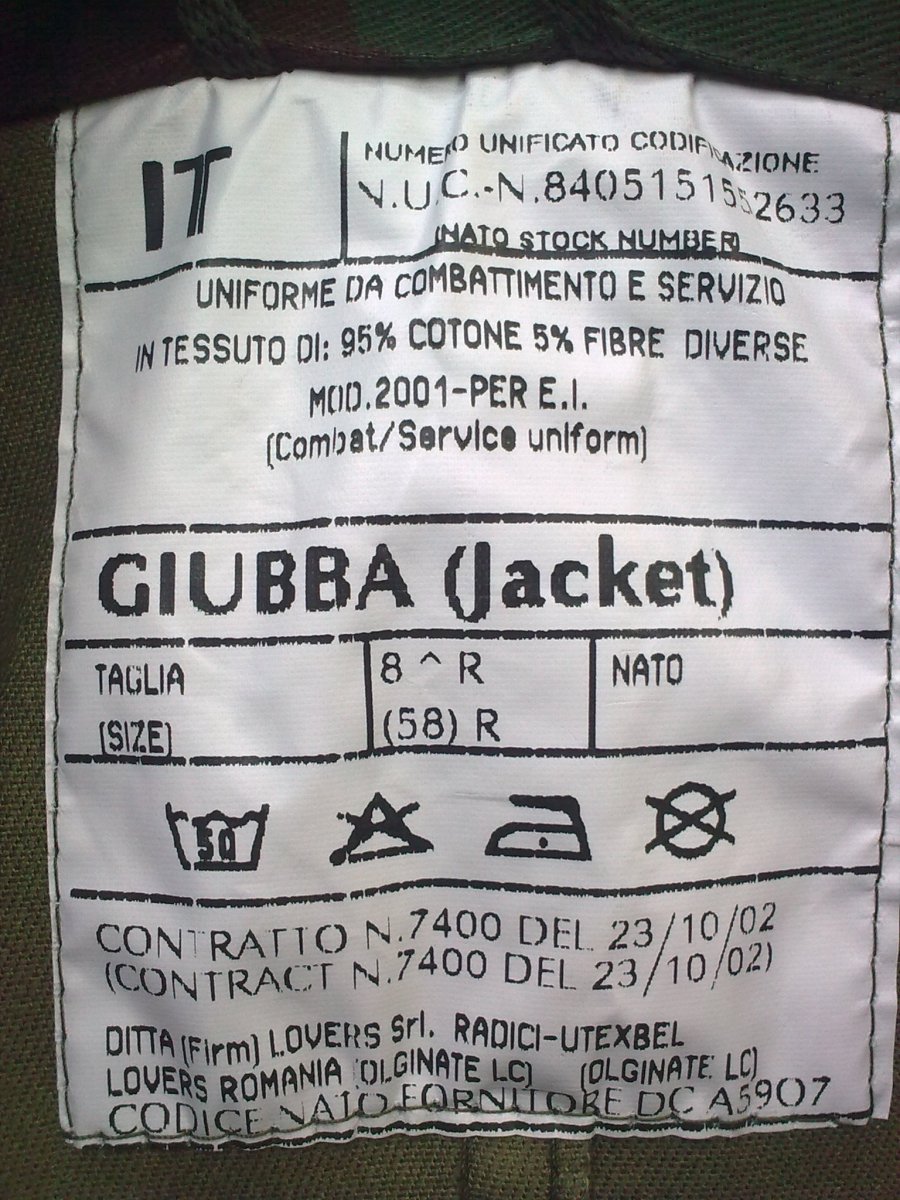 IT
NUMERO UNIFICATO CODIFICAZIONE
N.U.C.-N.8405151552633
(NATO STOCK NUMBER)
UNIFORME DA COMBATTIMENTO E SERVIZIO
IN TESSUTO DI: 95% COTONE 5% FIBRE DIVERSE
MOD.2001-PER E.I.
(Combat/Service uniform)
GIUBBA (Jacket)
TAGLIA 8 ^ R NATO
(SIZE) (58) R
50
CONTRATTO N.7400 DEL 23/10/02
(CONTRACT N.7400 DEL 23/10/02)
DITTA (Firm) LOVERS Srl. RADICI-UTEXBEL
LOVERS ROMANIA (OLGINATE LC) (OLGINATE LC)
CODICE NATO FORNITORE DC A5907